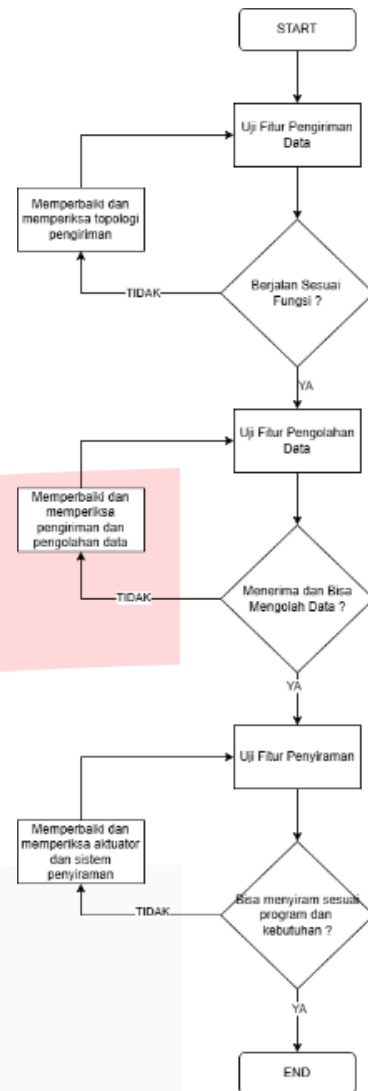 START
Uji Fitur Pengiriman
Data
Memperbaiki dan
memperiksa topologi
pengiriman
Berjalan Sesuai
Fungsi ?
TIDAK
YA
Uji Fitur Pengolahan
Data
Memperbaiki dan
memperiksa
pengiriman dan
pengolahan data
Menerima dan Bisa
Mengolah Data ?
TIDAK
YA
Uji Fitur Penyiraman
Memperbaiki dan
memperiksa aktuator
dan sistem
penyiraman
Bisa menyiram sesuai
program dan
kebutuhan ?
TIDAK
YA
END